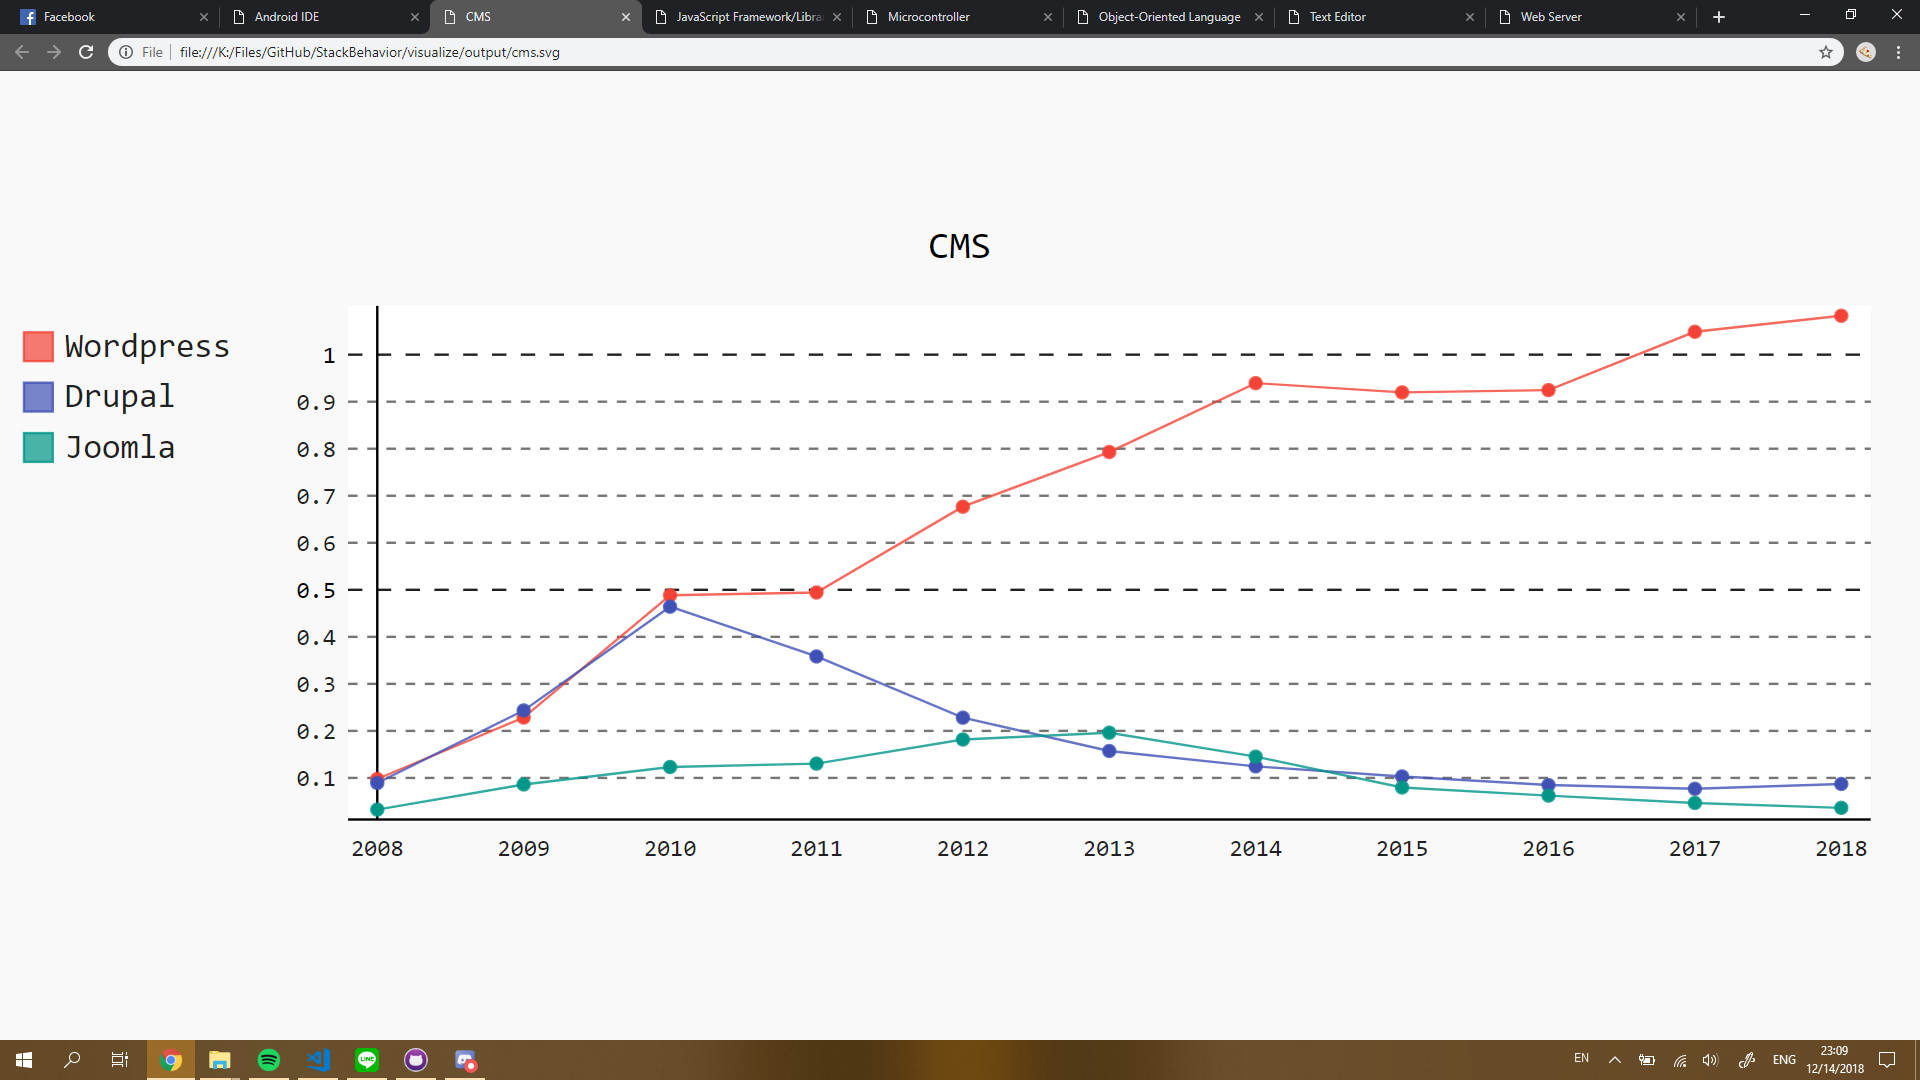 Facebook
Android IDE
CMS
JavaScript Framework/Libra
Microcontroller
Object-Oriented Language
Text Editor
Web Server
File
file:///K:/Files/GitHub/StackBehavior/visualize/output/cms.svg
CMS
Wordpress
Drupal
Joomla
1
0.9
0.8
0.7
0.6
0.5
0.4
0.3
0.2
0.1
2008 2009 2010 2011 2012 2013 2014 2015 2016 2017 2018
EN
ENG
23:09
12/14/2018